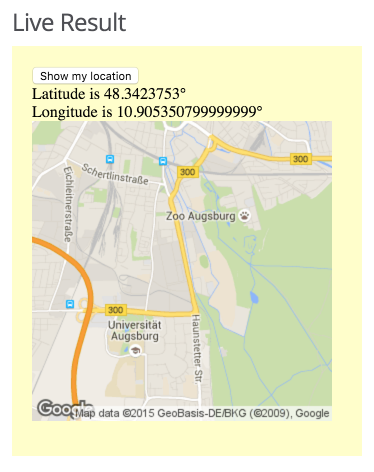 Live Result
Show my location
Latitude is 48.3423753°
Longitude is 10.905350799999999°
300
Schertlinstraße
300
Eichleitnerstraße
Zoo Augsburg
300
Universität
Augsburg
Haunstetter Str
Google
Map data ©2015 GeoBasis-DE/BKG (©2009), Google